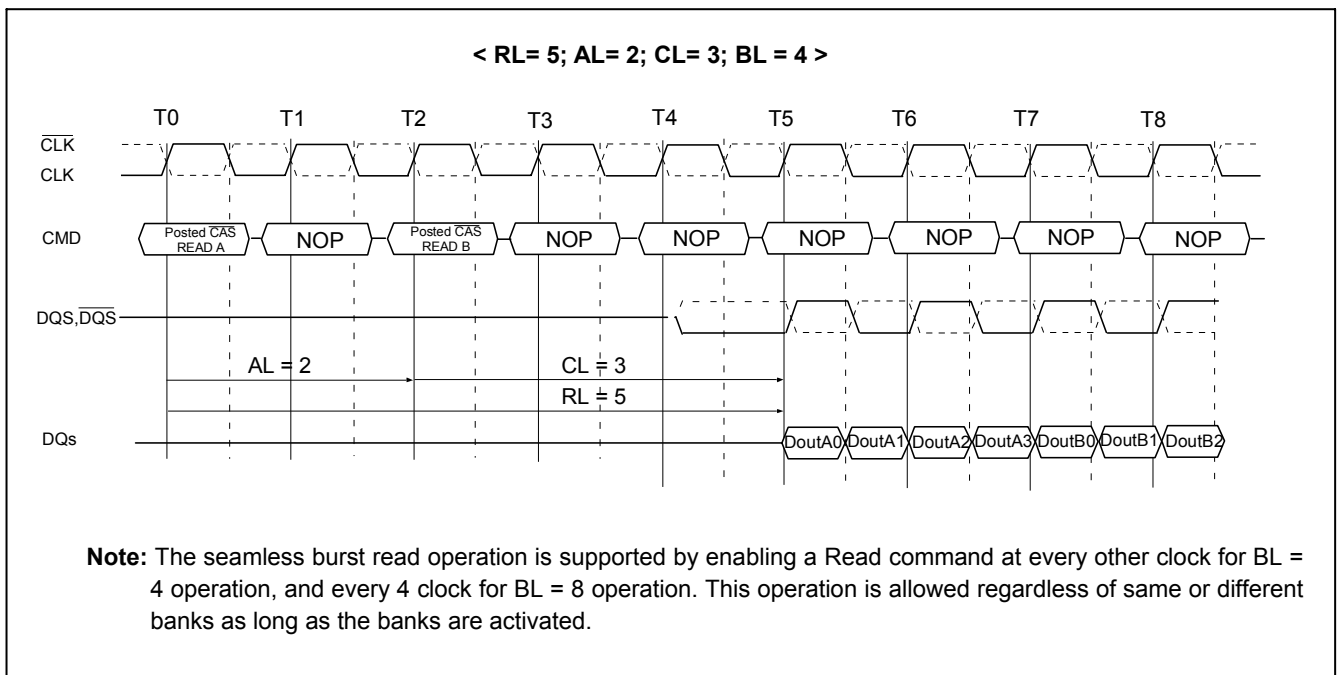 < RL= 5; AL= 2; CL= 3; BL = 4 >
T0 T1 T2 T3 T4 T5 T6 T7 T8
CLK
CLK
CMD
Posted CAS
READ A
NOP
Posted CAS
READ B
NOP
NOP
NOP
NOP
NOP
NOP
DQS,DQS
AL = 2
CL = 3
RL = 5
DQs
DoutA0 DoutA1 DoutA2 DoutA3 DoutB0 DoutB1 DoutB2
Note: The seamless burst read operation is supported by enabling a Read command at every other clock for BL =
4 operation, and every 4 clock for BL = 8 operation. This operation is allowed regardless of same or different
banks as long as the banks are activated.